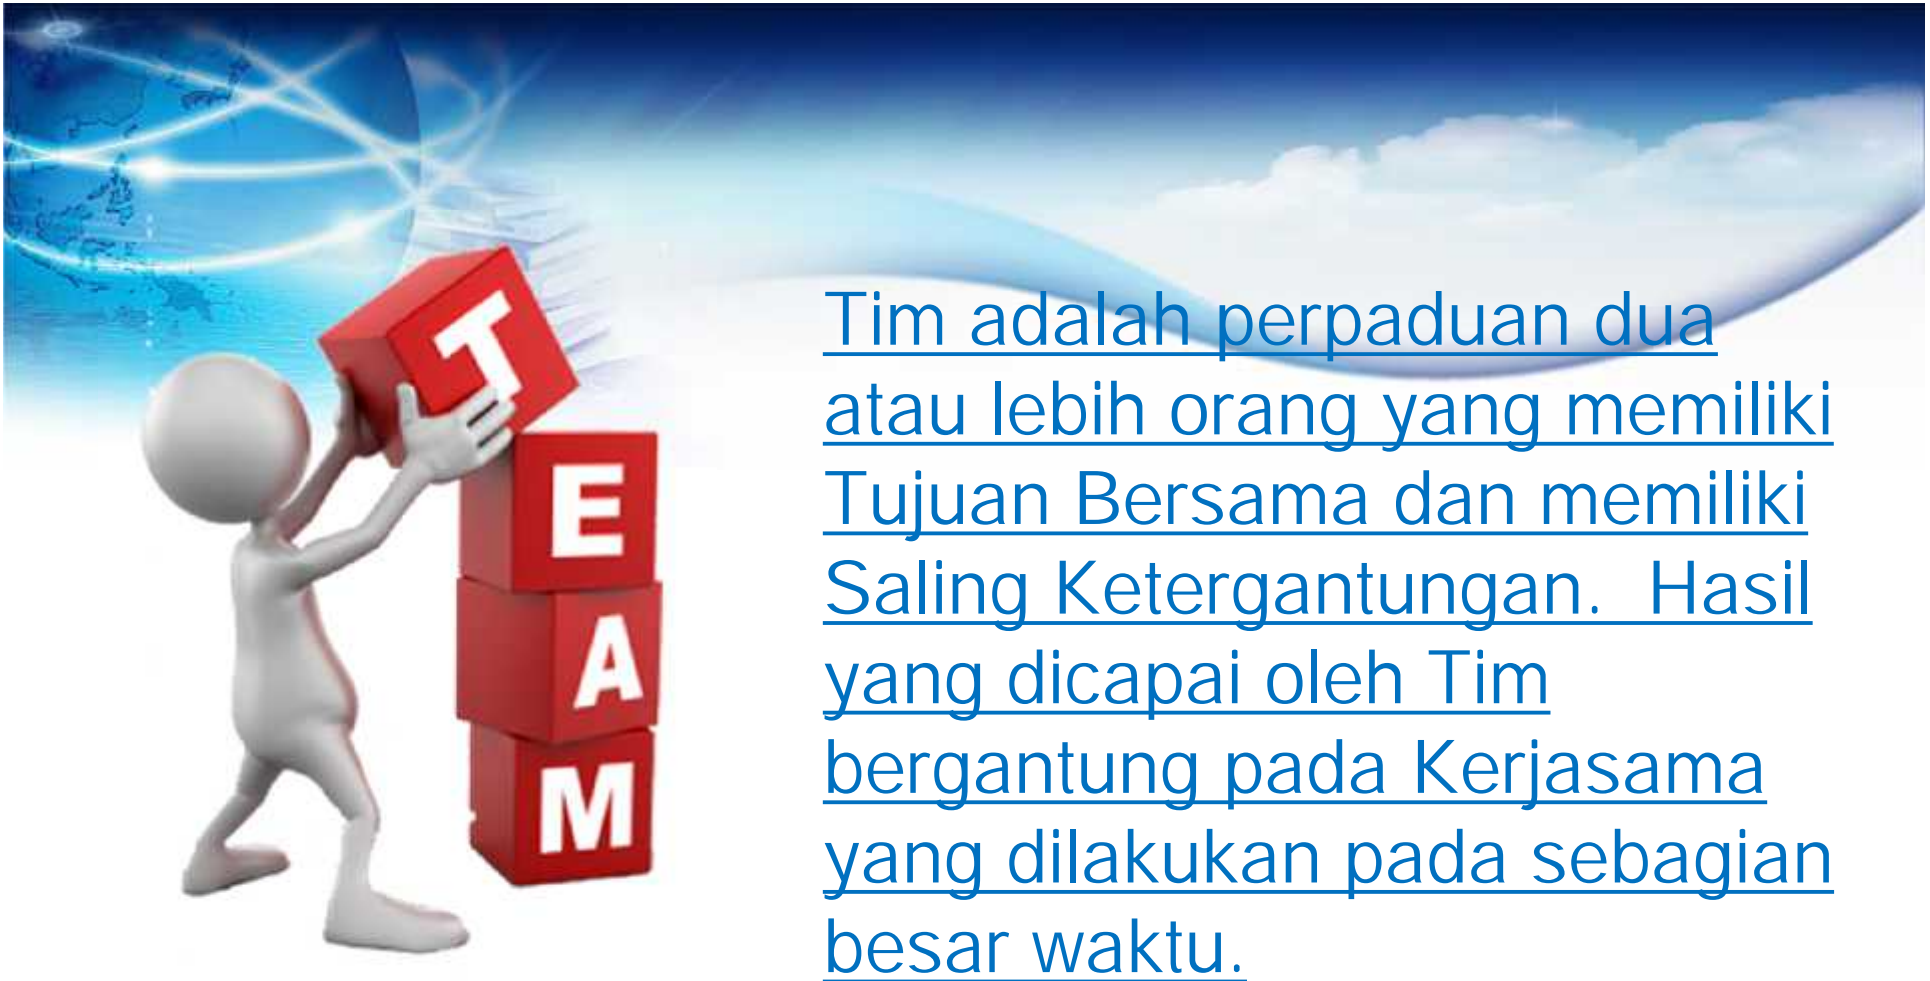 T
E
A
M
Tim adalah perpaduan dua
atau lebih orang yang memiliki
Tujuan Bersama dan memiliki
Saling Ketergantungan.  Hasil
yang dicapai oleh Tim
bergantung pada Kerjasama
yang dilakukan pada sebagian
besar waktu.